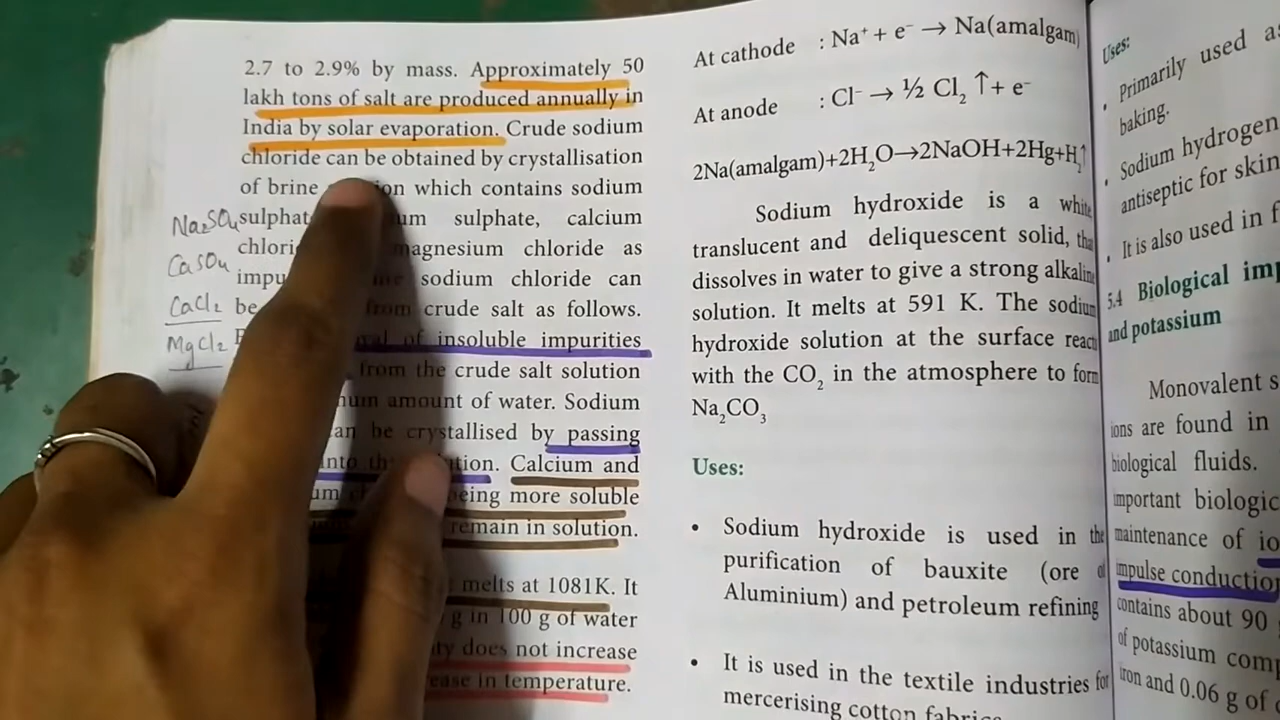 2.7 to 2.9% by mass. Approximately 50
lakh tons of salt are produced annually in
India by solar evaporation. Crude sodium
chloride can be obtained by crystallisation
of brine which contains sodium
sulphate, calcium
chloride magnesium chloride as
sodium chloride can
be from crude salt as follows.
of insoluble impurities
from the crude salt solution
amount of water. Sodium
can be crystallised by passing
into the solution. Calcium and
being more soluble
remain in solution.
melts at 1081K. It
g in 100 g of water
does not increase
in temperature.
Na₂SO₄
CaSO₄
CaCl₂
MgCl₂
At cathode : Na⁺ + e⁻ → Na(amalgam)
At anode : Cl⁻ → ½ Cl₂ ↑ + e⁻
2Na(amalgam)+2H₂O→2NaOH+2Hg+H₂↑
Sodium hydroxide is a white
translucent and deliquescent solid,
dissolves in water to give a strong alkaline
solution. It melts at 591 K. The sodium
hydroxide solution at the surface reacts
with the CO₂ in the atmosphere to form
Na₂CO₃
Uses:
• Sodium hydroxide is used in the
purification of bauxite (ore of
Aluminium) and petroleum refining
• It is used in the textile industries for
mercerising cotton fabrics
Uses:
• Primarily used as
baking.
• Sodium hydrogen
antiseptic for skin
• It is also used in
5.4 Biological
and potassium
Monovalent
ions are found in
biological fluids.
important
maintenance of
impulse conduction
contains about 90
of potassium
iron and 0.06 g of